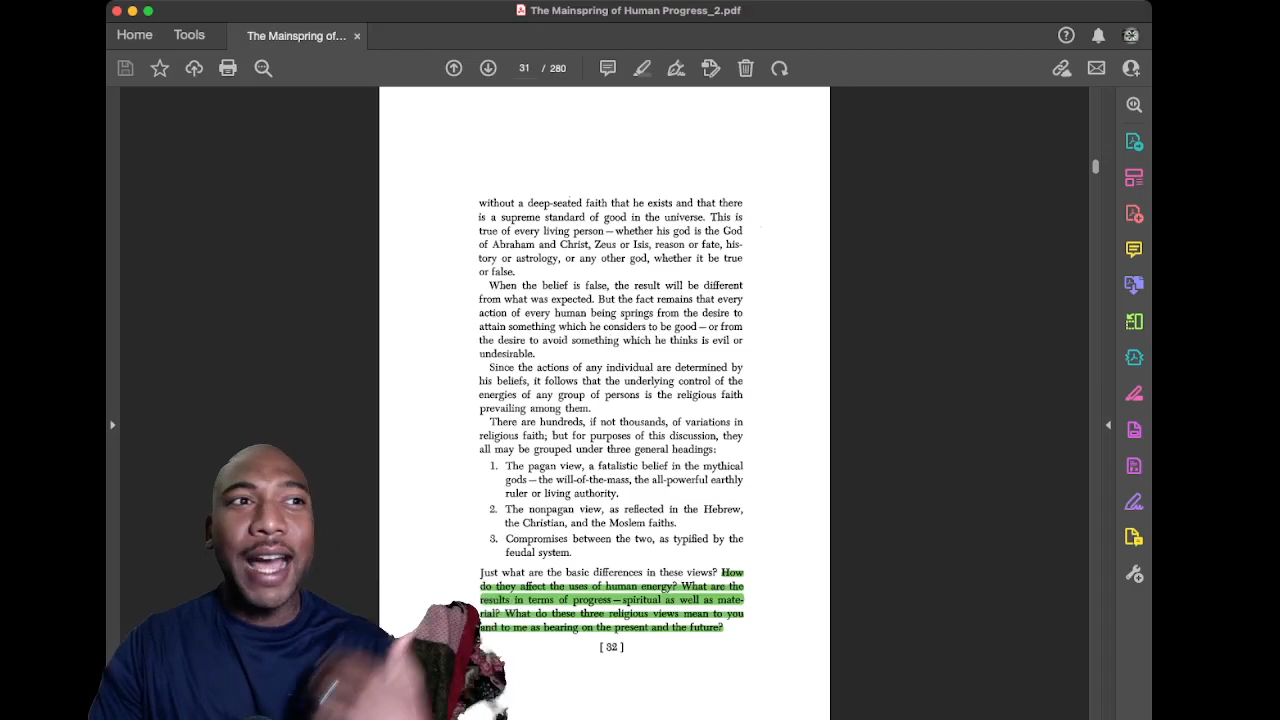 The Mainspring of Human Progress_2.pdf
Home Tools The Mainspring of... ×
31 / 280
without a deep-seated faith that he exists and that there
is a supreme standard of good in the universe. This is
true of every living person—whether his god is the God
of Abraham and Christ, Zeus or Isis, reason or fate, his-
tory or astrology, or any other god, whether it be true
or false.
When the belief is false, the result will be different
from what was expected. But the fact remains that every
action of every human being springs from the desire to
attain something which he considers to be good—or from
the desire to avoid something which he thinks is evil or
undesirable.
Since the actions of any individual are determined by
his beliefs, it follows that the underlying control of the
energies of any group of persons is the religious faith
prevailing among them.
There are hundreds, if not thousands, of variations in
religious faith; but for purposes of this discussion, they
all may be grouped under three general headings:
1. The pagan view, a fatalistic belief in the mythical
gods—the will-of-the-mass, the all-powerful earthly
ruler or living authority.
2. The nonpagan view, as reflected in the Hebrew,
the Christian, and the Moslem faiths.
3. Compromises between the two, as typified by the
feudal system.
Just what are the basic differences in these views? How
do they affect the uses of human energy? What are the
results in terms of progress—spiritual as well as mate-
rial? What do these three religious views mean to you
and to me as bearing on the present and the future?
[ 32 ]